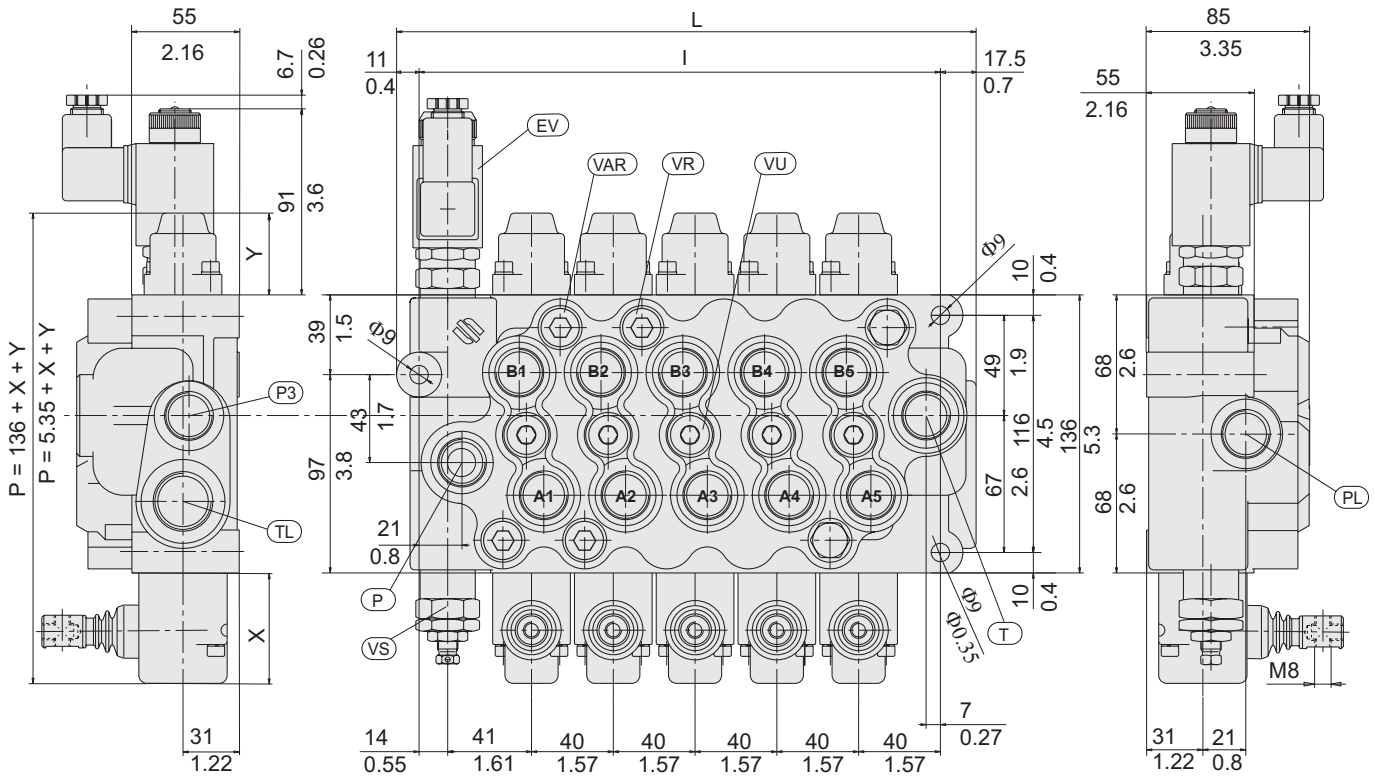 55
2.16
6.7
0.26
91
3.6
Y
P = 136 + X + Y
P = 5.35 + X + Y
P3
TL
X
31
1.22
L
I
11
0.4
17.5
0.7
EV
VAR
VR
VU
Φ9
10
0.4
39
1.5
Φ9
B1
B2
B3
B4
B5
49
1.9
43
1.7
116
4.5
136
5.3
97
3.8
A1
A2
A3
A4
A5
67
2.6
21
0.8
P
VS
Φ9
Φ0.35
10
0.4
T
14
0.55
41
1.61
40
1.57
40
1.57
40
1.57
40
1.57
40
1.57
7
0.27
85
3.35
55
2.16
68
2.6
68
2.6
PL
M8
31
1.22
21
0.8